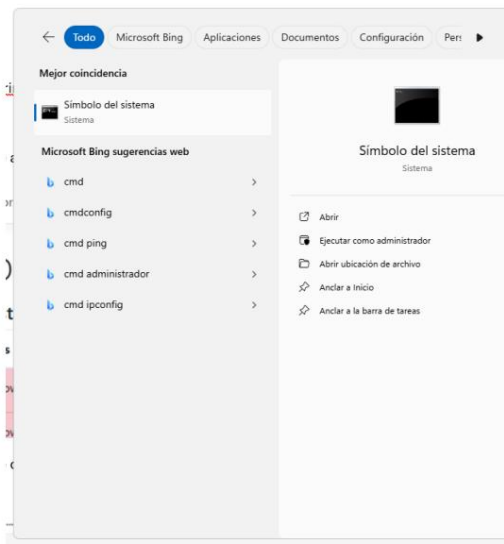 Todo Microsoft Bing Aplicaciones Documentos Configuración
Mejor coincidencia
Símbolo del sistema
Sistema
Microsoft Bing sugerencias web
cmd
cmdconfig
cmd ping
cmd administrador
cmd ipconfig
Símbolo del sistema
Sistema
Abrir
Ejecutar como administrador
Abrir ubicación de archivo
Anclar a Inicio
Anclar a la barra de tareas